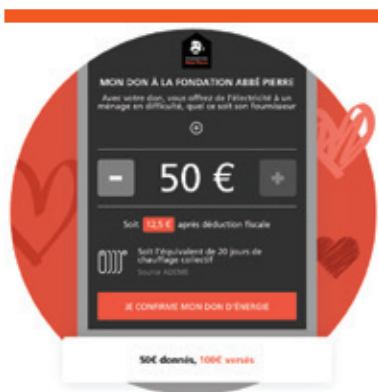 MON DON À LA FONDATION ABBÉ PIERRE
Avec votre don, vous offrez de l'électricité à un
ménage en difficulté, quel que soit son fournisseur
- 50 € +
Soit 12,5 € après déduction fiscale
Soit l'équivalent de 20 jours de
chauffage collectif
Source ADEME
JE CONFIRME MON DON D'ÉNERGIE
50€ donnés, 100€ versés